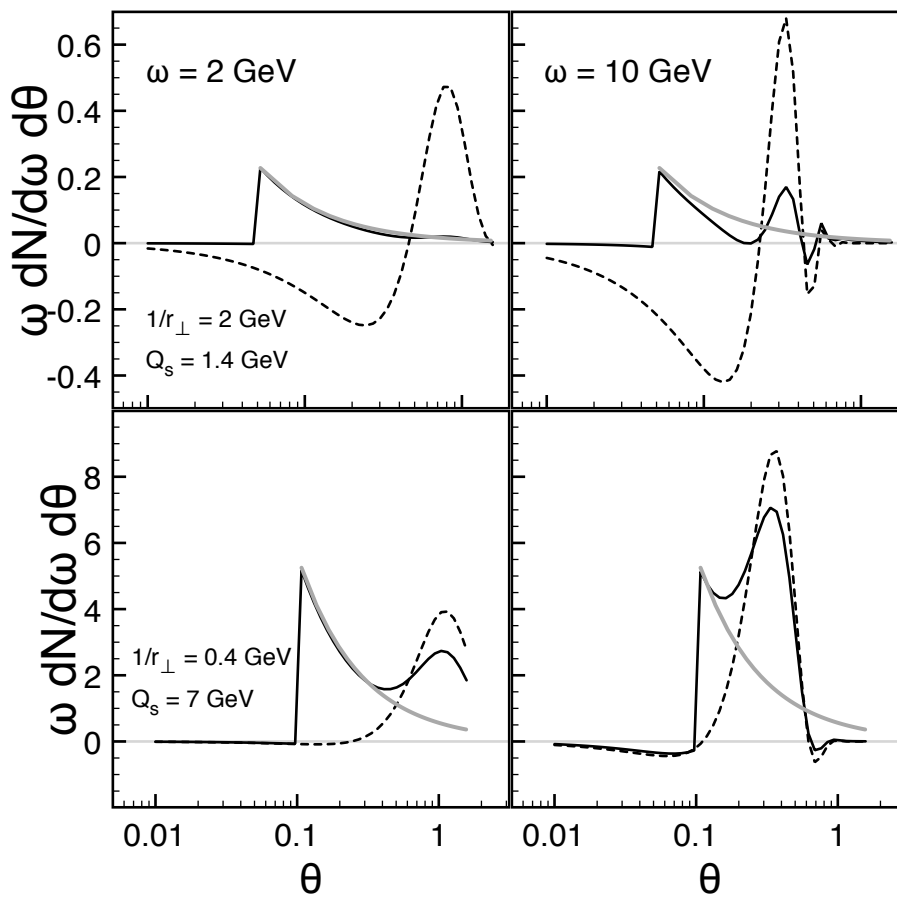 ω dN/dω dθ
0.6
0.4
0.2
0
-0.2
-0.4
ω = 2 GeV
1/r⊥ = 2 GeV
Qs = 1.4 GeV
ω = 10 GeV
ω dN/dω dθ
8
6
4
2
0
1/r⊥ = 0.4 GeV
Qs = 7 GeV
0.01 0.1 1
0.01 0.1 1
θ θ